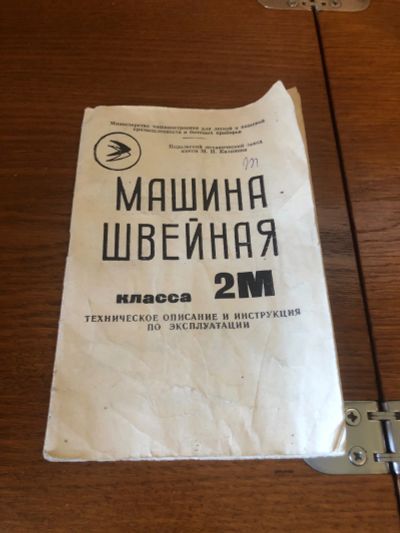 Министерство машиностроения для легкой и пищевой
промышленности и бытовых приборов
Подольский механический завод
имени М. И. Калинина
МАШИНА
ШВЕЙНАЯ
класса 2М
ТЕХНИЧЕСКОЕ ОПИСАНИЕ И ИНСТРУКЦИЯ
ПО ЭКСПЛУАТАЦИИ